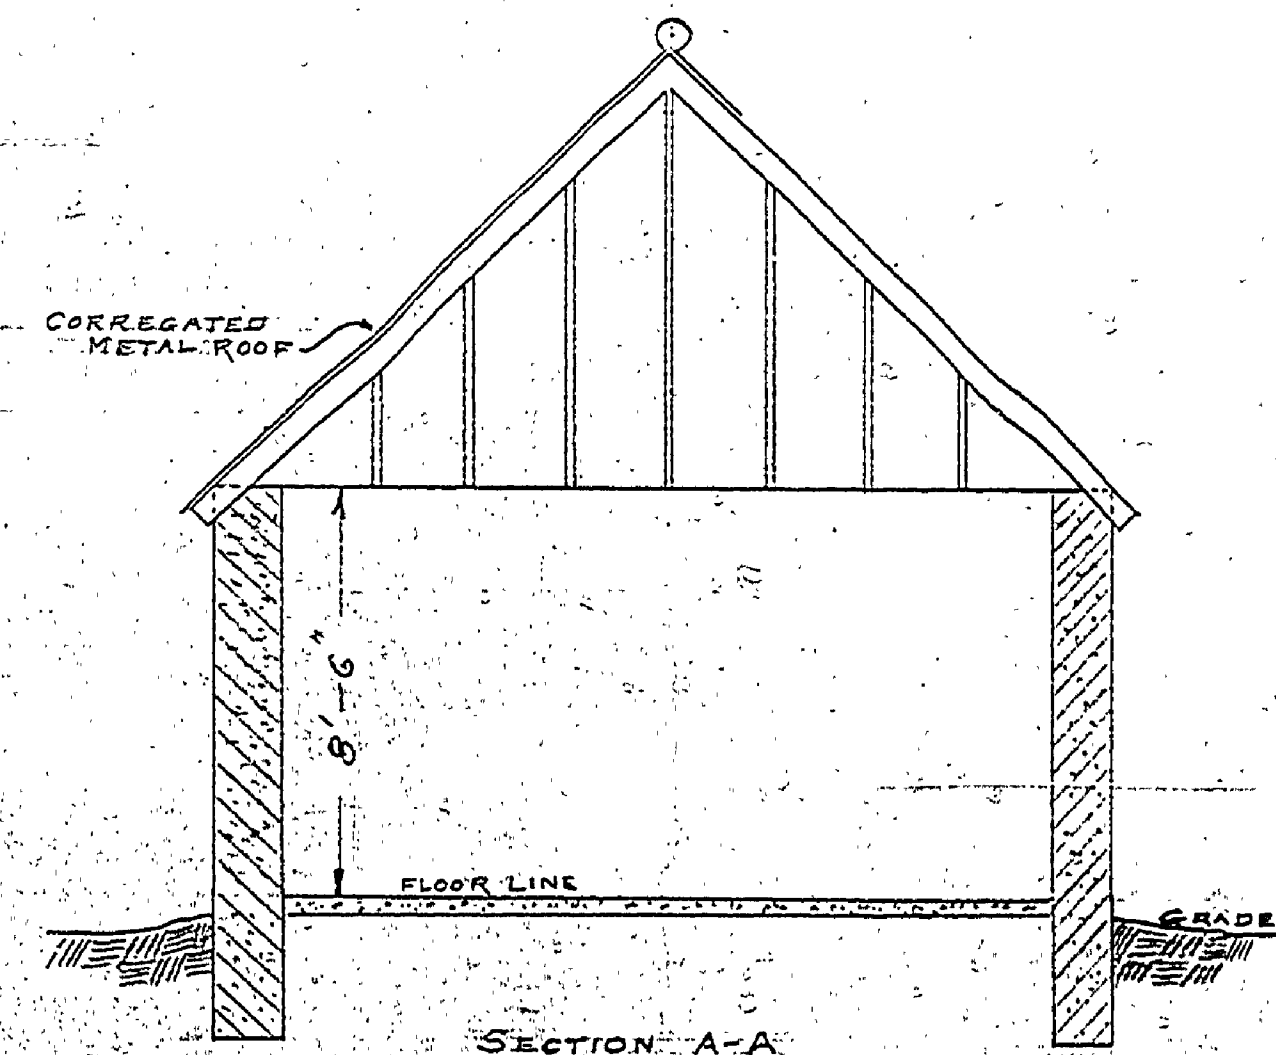 CORREGATED
METAL ROOF
8'-6"
FLOOR LINE
GRADE
SECTION A-A